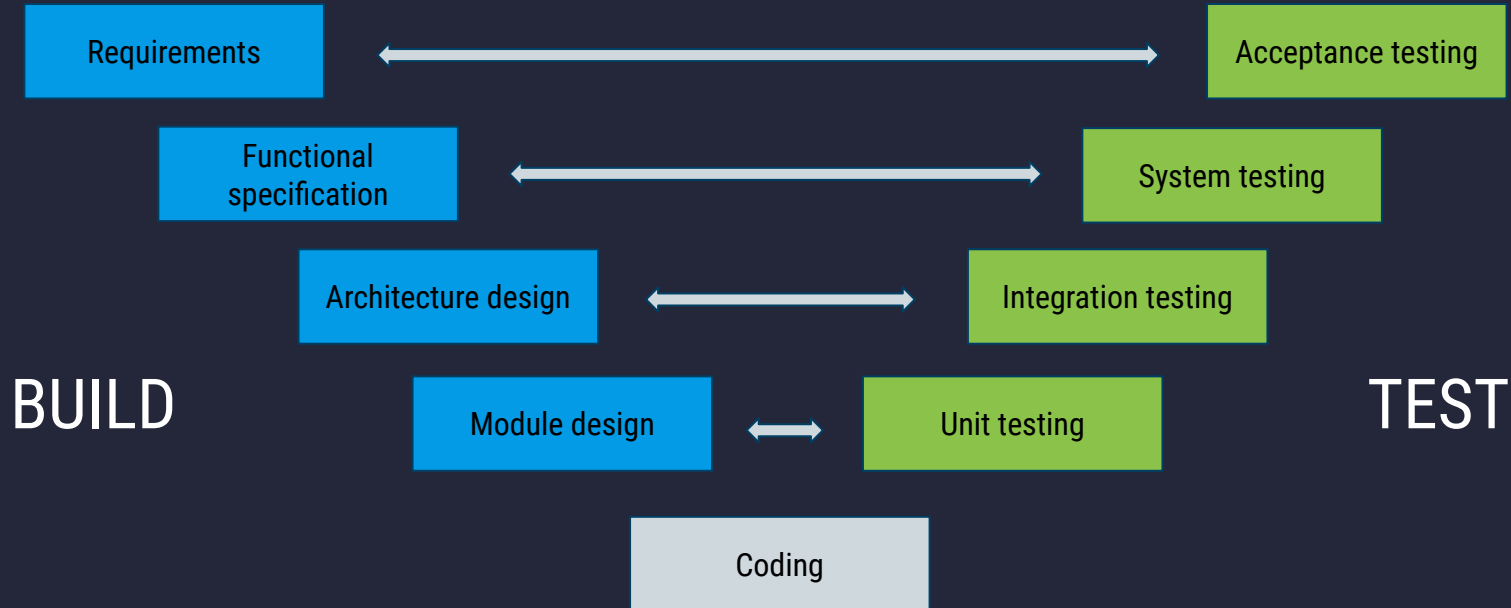 Requirements
Acceptance testing
Functional
specification
System testing
Architecture design
Integration testing
BUILD
Module design
Unit testing
TEST
Coding